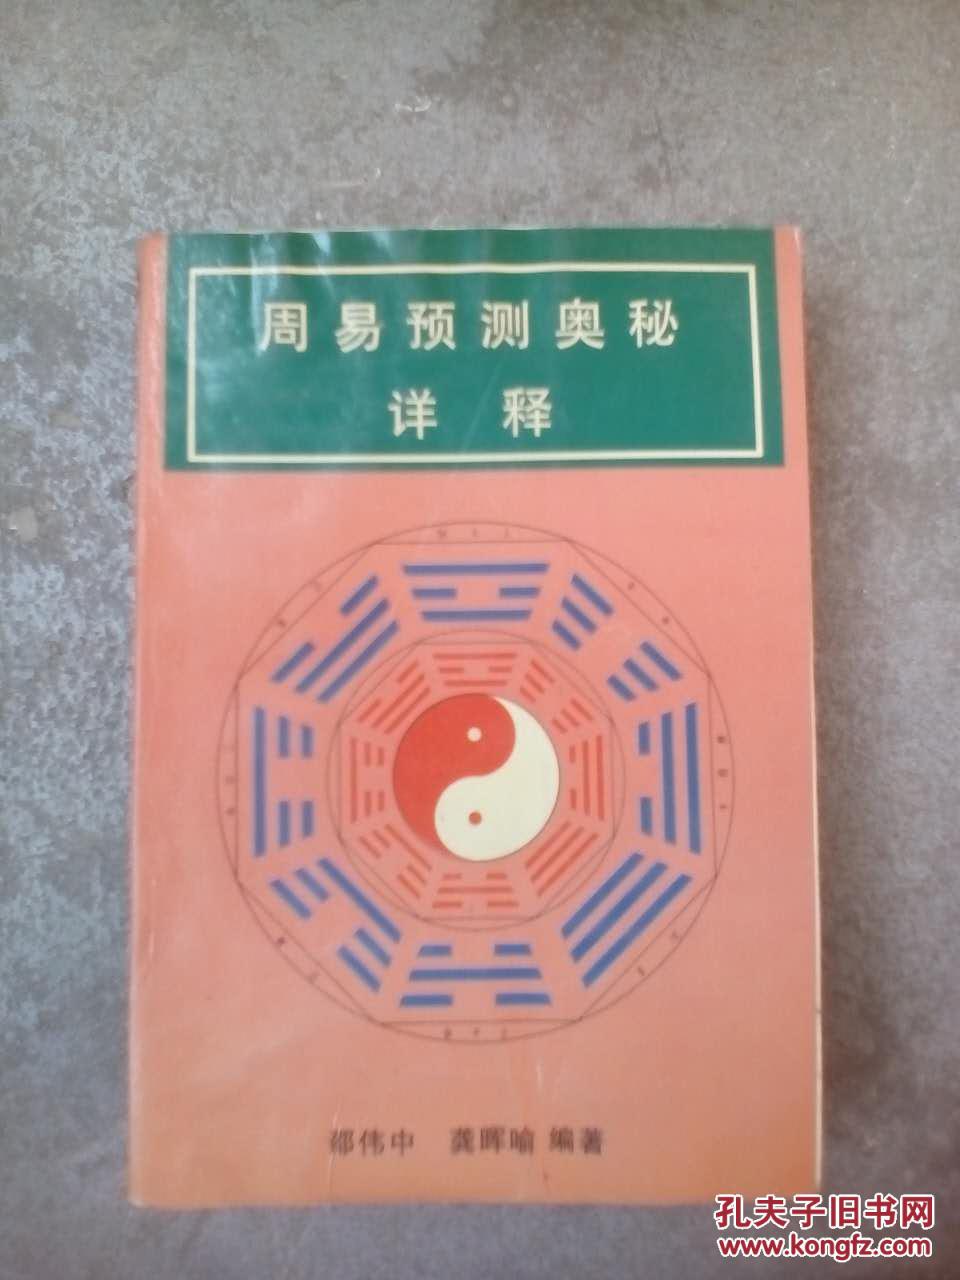 周易预测奥秘
详释
邵伟中 龚晖喻 编著
孔夫子旧书网
www.kongfz.com